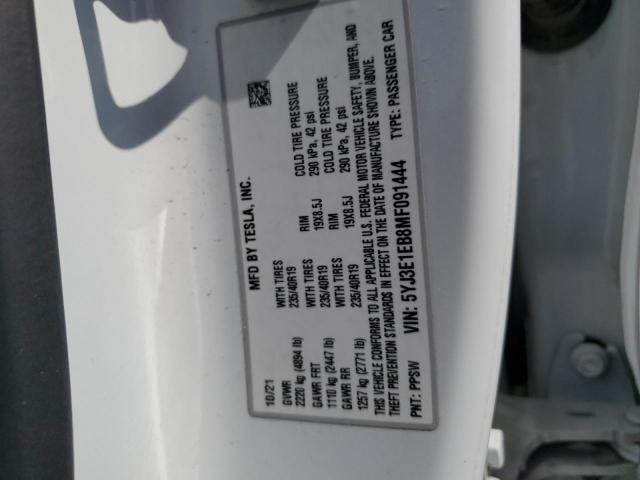 MFD BY TESLA, INC.
10/21
GVWR WITH TIRES RIM COLD TIRE PRESSURE
2220 kg (4894 lb) 235/40R19 19X8.5J 290 kPa, 42 psi
GAWR FRT WITH TIRES RIM COLD TIRE PRESSURE
1110 kg (2447 lb) 235/40R19 19X8.5J 290 kPa, 42 psi
GAWR RR
1257 kg (2771 lb)
THIS VEHICLE CONFORMS TO ALL APPLICABLE U.S. FEDERAL MOTOR VEHICLE SAFETY, BUMPER, AND
THEFT PREVENTION STANDARDS IN EFFECT ON THE DATE OF MANUFACTURE SHOWN ABOVE.
PNT: PPSW VIN: 5YJ3E1EB8MF091444 TYPE: PASSENGER CAR